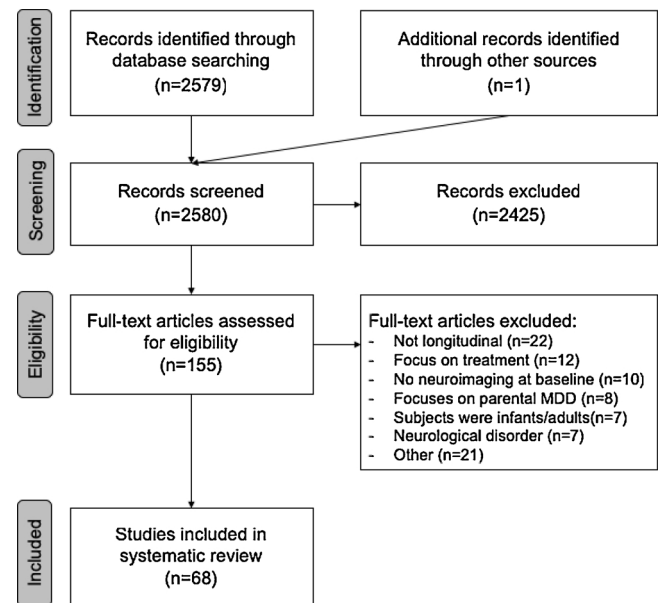 Identification
Records identified through
database searching
(n=2579)
Additional records identified
through other sources
(n=1)
Screening
Records screened
(n=2580)
Records excluded
(n=2425)
Eligibility
Full-text articles assessed
for eligibility
(n=155)
Full-text articles excluded:
- Not longitudinal (n=22)
- Focus on treatment (n=12)
- No neuroimaging at baseline (n=10)
- Focuses on parental MDD (n=8)
- Subjects were infants/adults(n=7)
- Neurological disorder (n=7)
- Other (n=21)
Included
Studies included in
systematic review
(n=68)